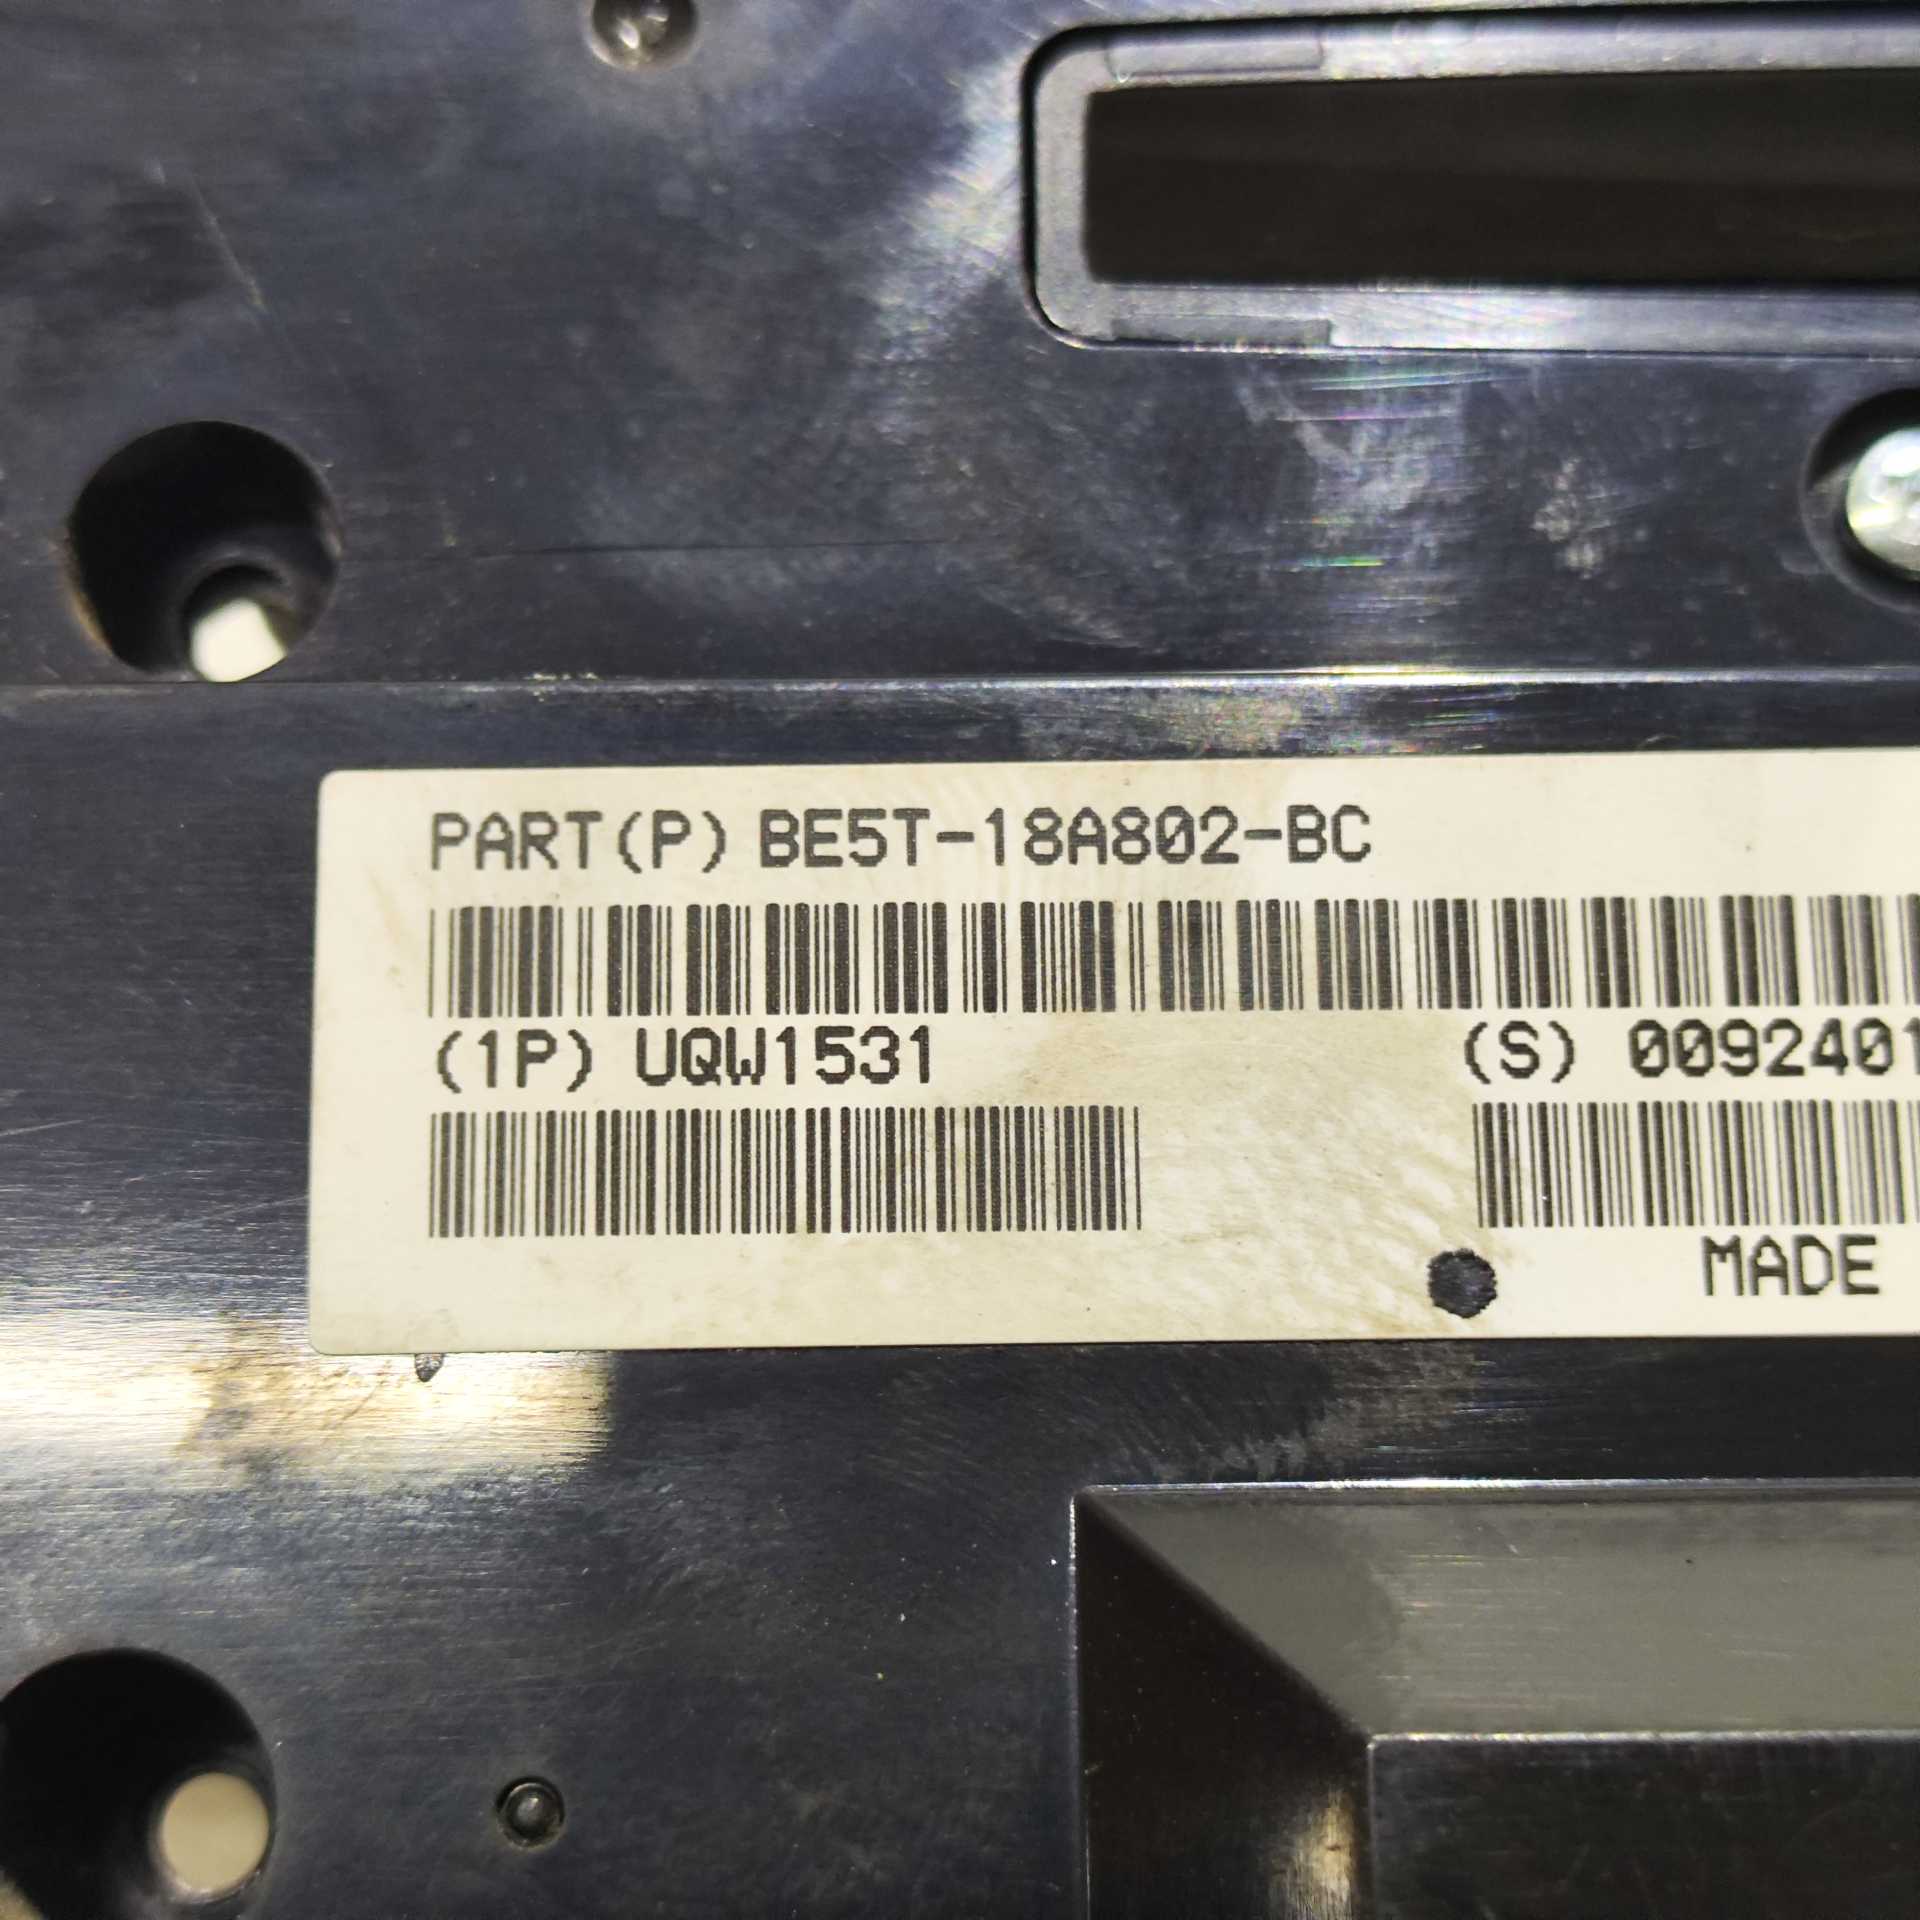 PART(P) BE5T-18A802-BC
(1P) UQW1531
(S) 0092401
MADE